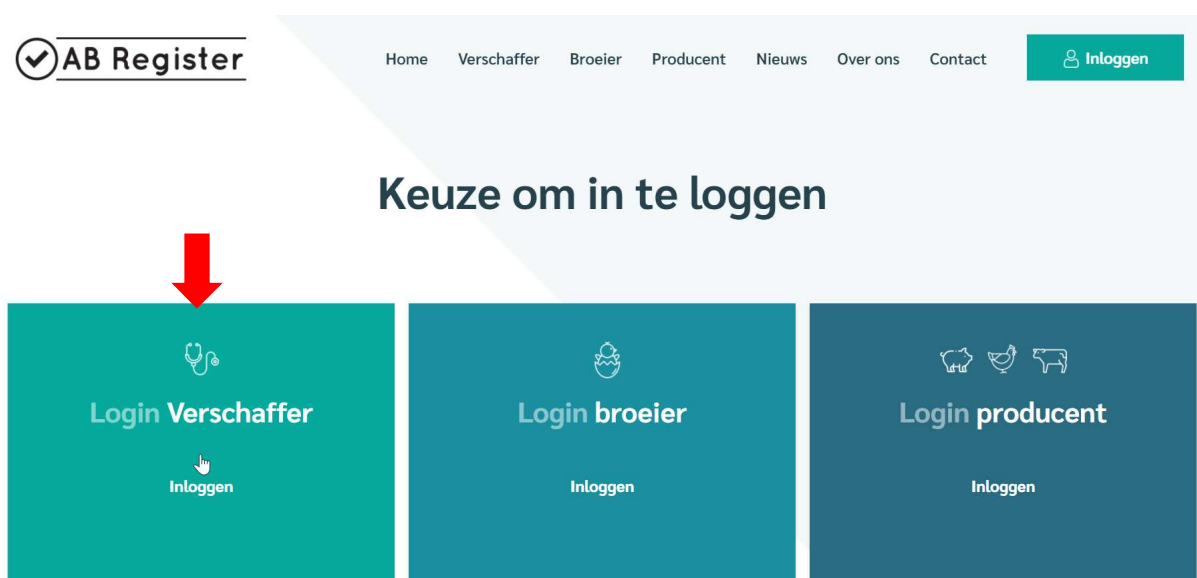 AB Register
Home Verschaffer Broeier Producent Nieuws Over ons Contact Inloggen
Keuze om in te loggen
Login Verschaffer
Inloggen
Login broeier
Inloggen
Login producent
Inloggen